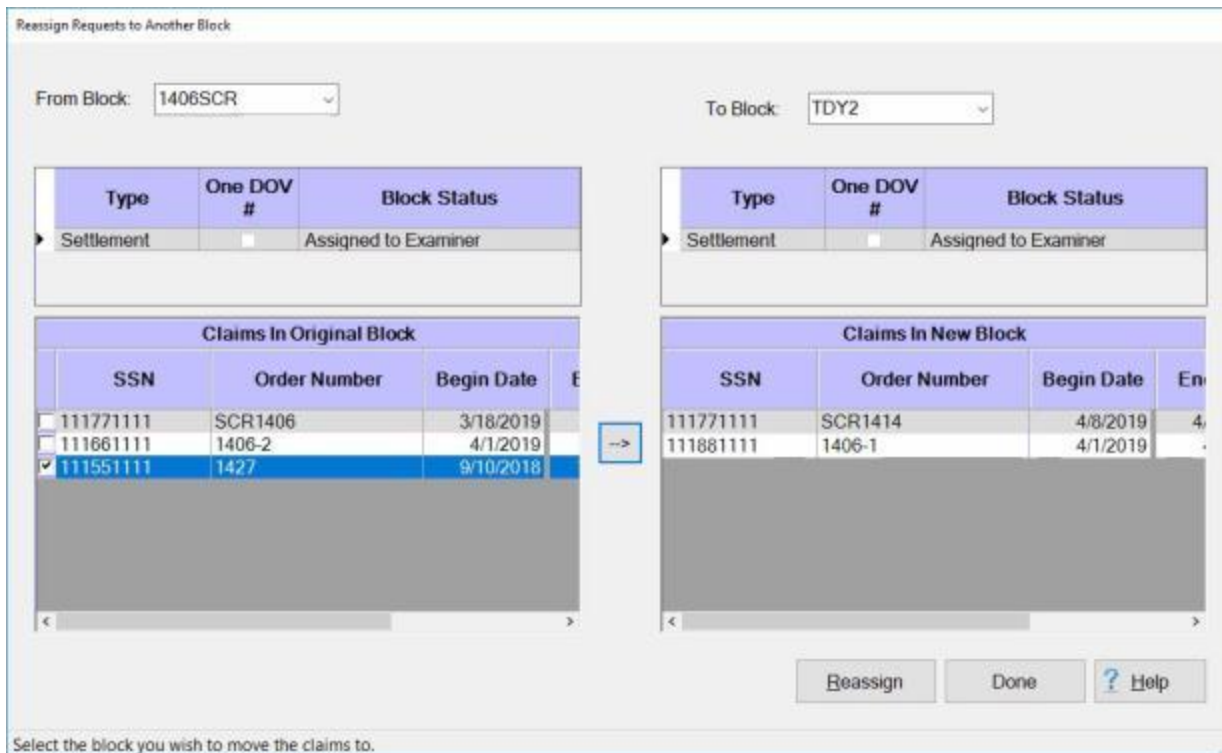 Reassign Requests to Another Block
From Block: 1406SCR
To Block: TDY2
Type One DOV # Block Status
Settlement Assigned to Examiner
Type One DOV # Block Status
Settlement Assigned to Examiner
Claims In Original Block
SSN Order Number Begin Date E
111771111 SCR1406 3/18/2019
111661111 1406-2 4/1/2019
111551111 1427 9/10/2018
-->
Claims In New Block
SSN Order Number Begin Date En
111771111 SCR1414 4/8/2019 4/
111881111 1406-1 4/1/2019
Reassign Done ? Help
Select the block you wish to move the claims to.